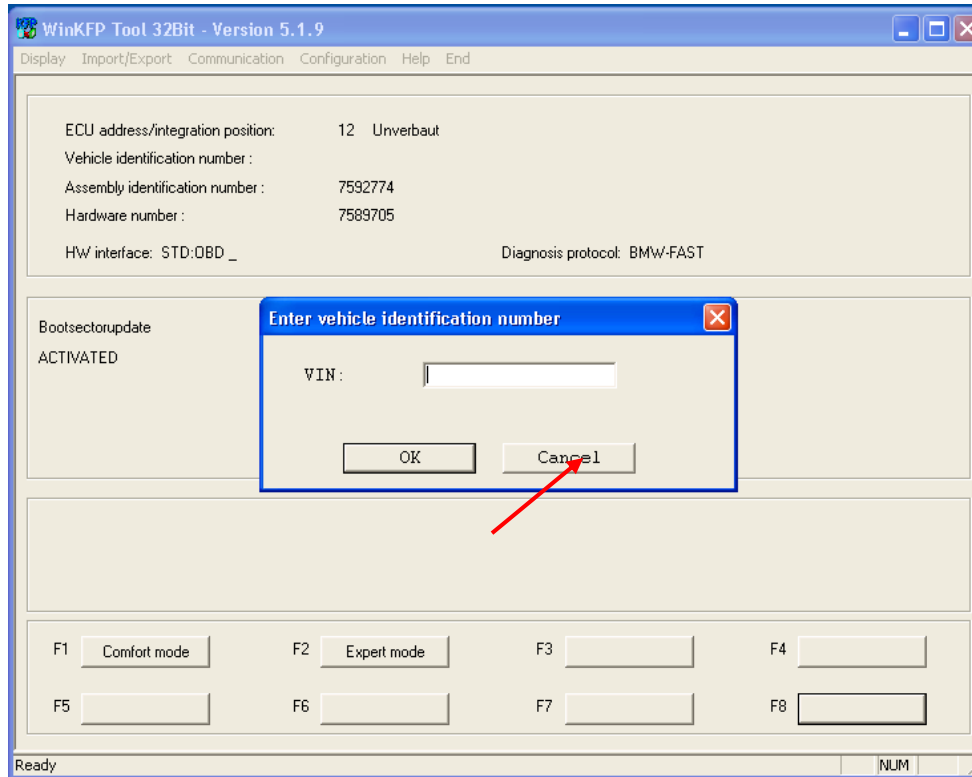 WinKFP Tool 32Bit - Version 5.1.9
Display Import/Export Communication Configuration Help End
ECU address/integration position: 12 Unverbaut
Vehicle identification number :
Assembly identification number : 7592774
Hardware number : 7589705
HW interface: STD:OBD _ Diagnosis protocol: BMW-FAST
Bootsectorupdate
ACTIVATED
Enter vehicle identification number
VIN:
OK Cancel
F1 Comfort mode F2 Expert mode F3 F4
F5 F6 F7 F8
Ready NUM